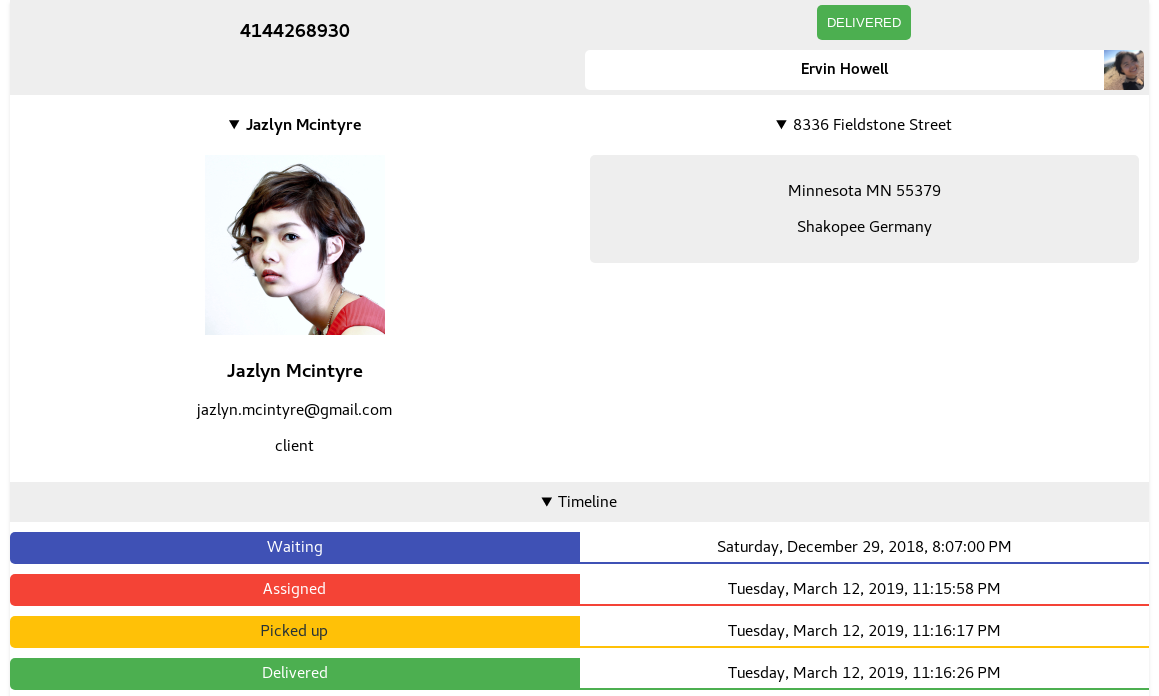 4144268930
DELIVERED
Ervin Howell
▼ Jazlyn Mcintyre
▼ 8336 Fieldstone Street
Minnesota MN 55379
Shakopee Germany
Jazlyn Mcintyre
jazlyn.mcintyre@gmail.com
client
▼ Timeline
Waiting Saturday, December 29, 2018, 8:07:00 PM
Assigned Tuesday, March 12, 2019, 11:15:58 PM
Picked up Tuesday, March 12, 2019, 11:16:17 PM
Delivered Tuesday, March 12, 2019, 11:16:26 PM